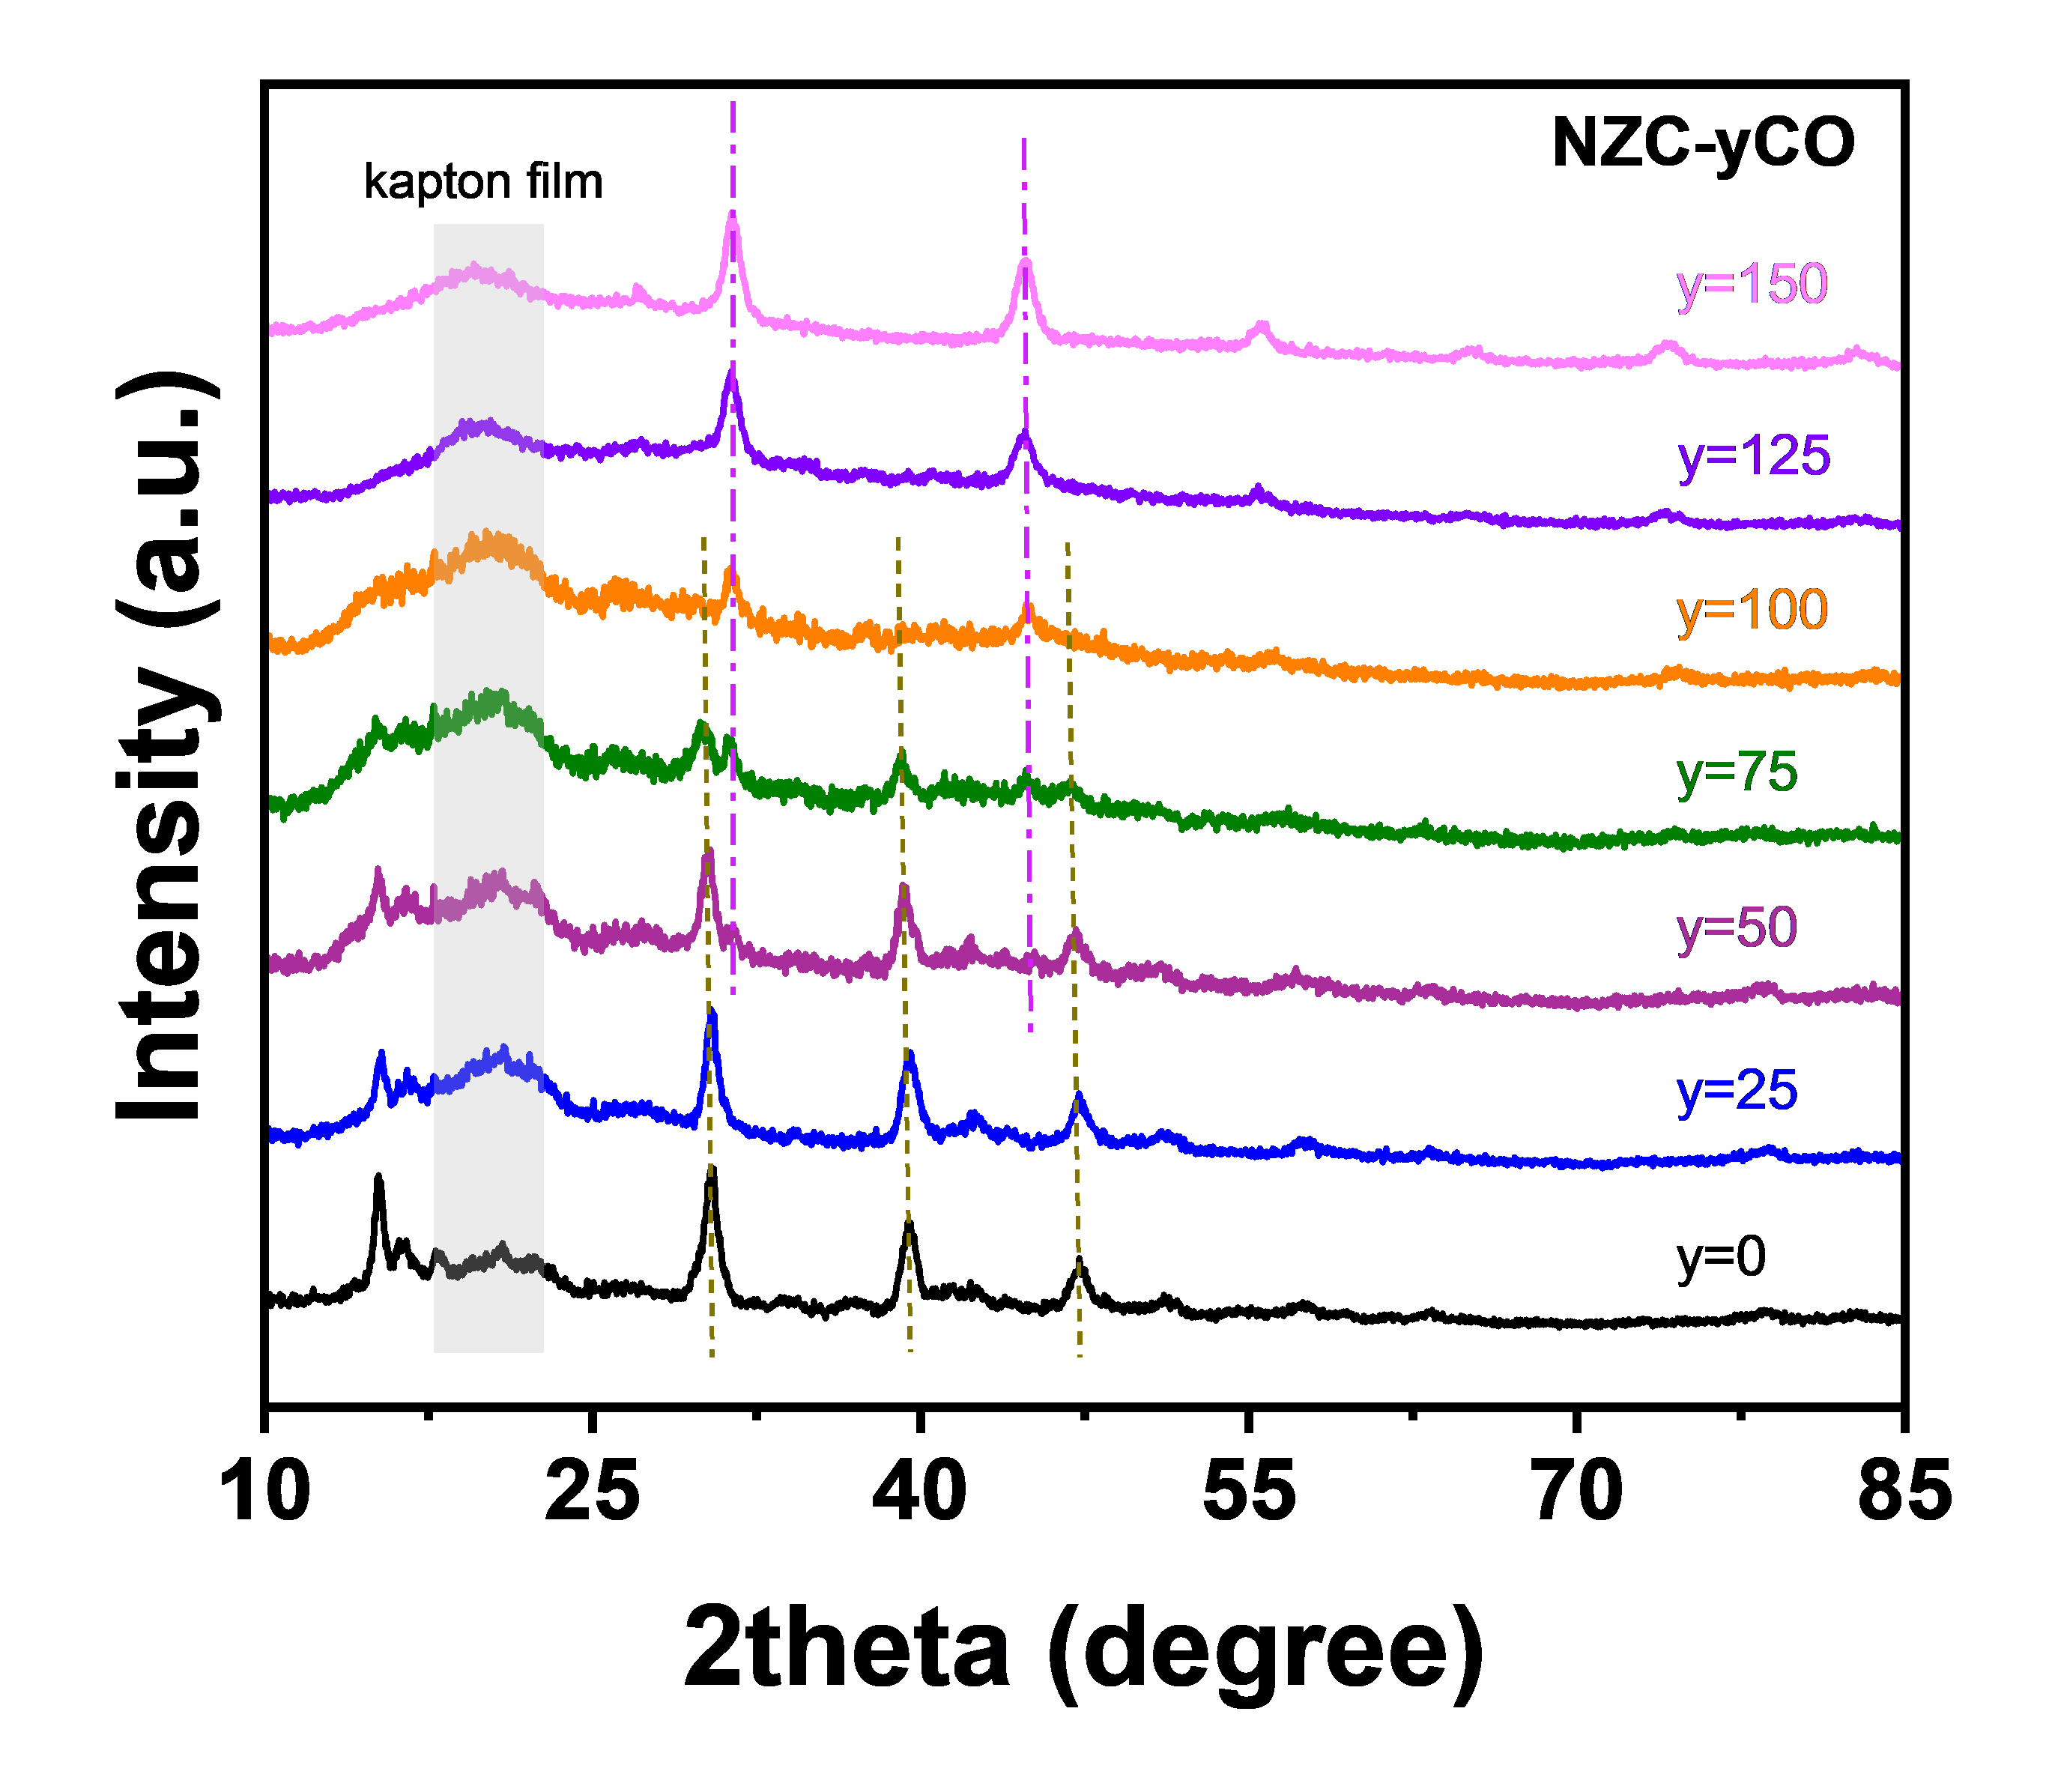 NZC-yCO
kapton film
y=150
y=125
y=100
y=75
y=50
y=25
y=0
Intensity (a.u.)
10 25 40 55 70 85
2theta (degree)